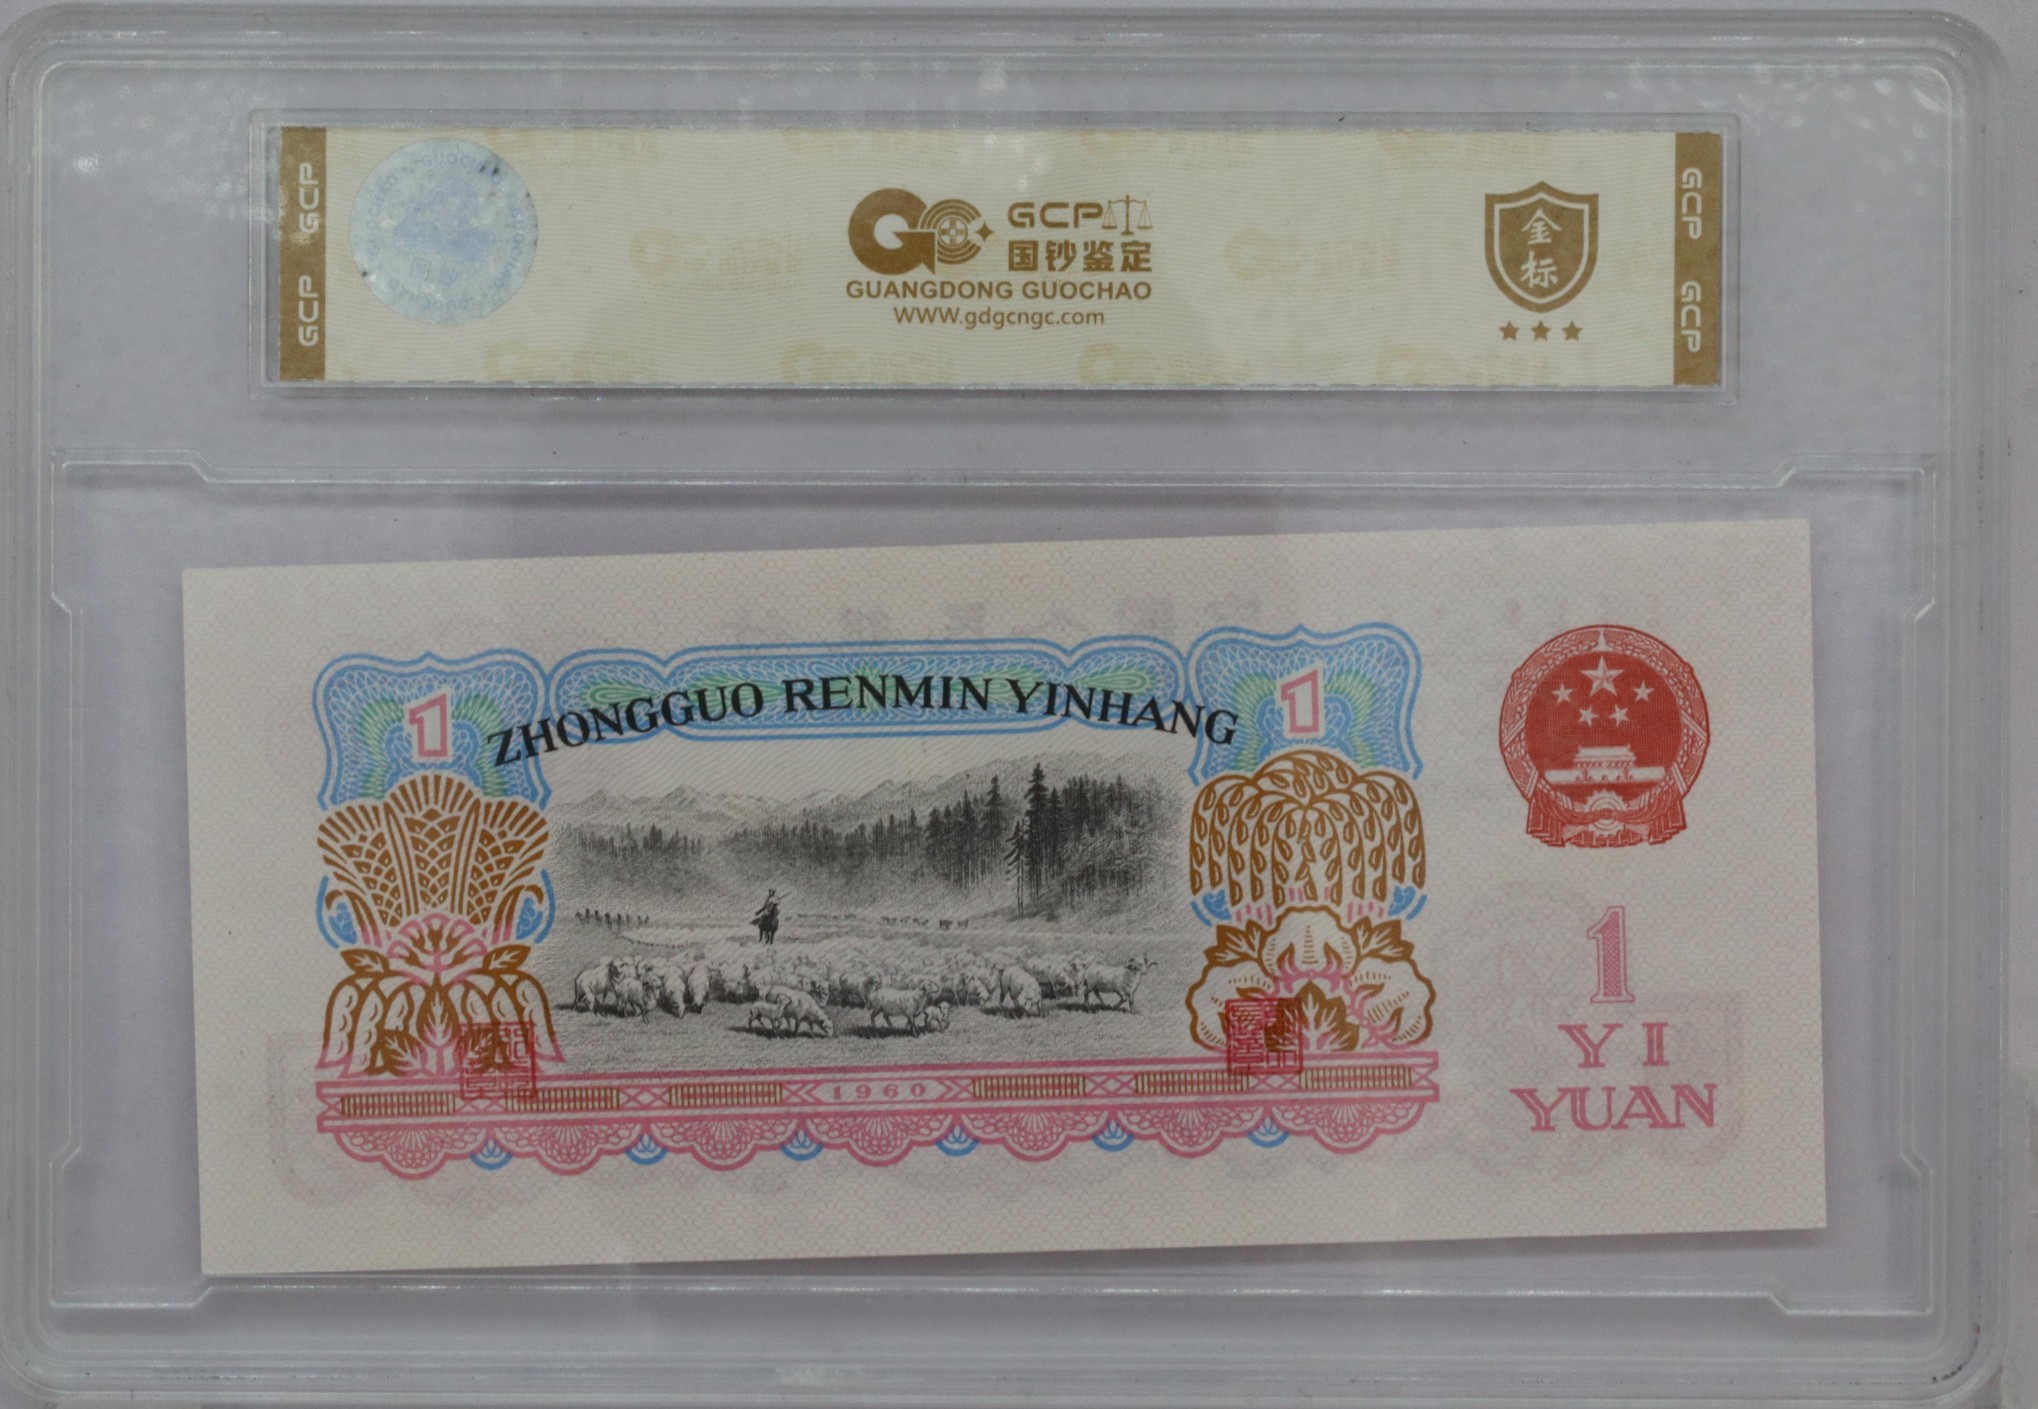 GCP GCP
GCP
国钞鉴定
GUANGDONG GUOCHAO
WWW.gdgcngc.com
金标
GCP GCP
ZHONGGUO RENMIN YINHANG
1
1
1960
1
YI
YUAN